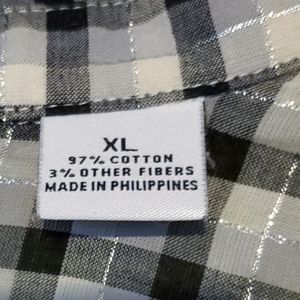 XL
97% COTTON
3% OTHER FIBERS
MADE IN PHILIPPINES